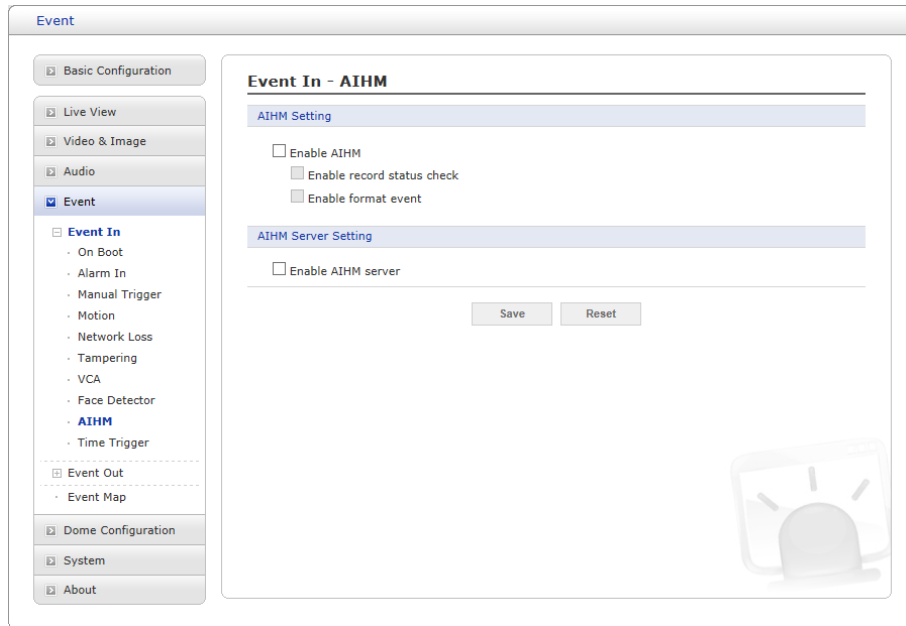 Event
Basic Configuration
Live View
Video & Image
Audio
Event
Event In
On Boot
Alarm In
Manual Trigger
Motion
Network Loss
Tampering
VCA
Face Detector
AIHM
Time Trigger
Event Out
Event Map
Dome Configuration
System
About
Event In - AIHM
AIHM Setting
Enable AIHM
Enable record status check
Enable format event
AIHM Server Setting
Enable AIHM server
Save Reset